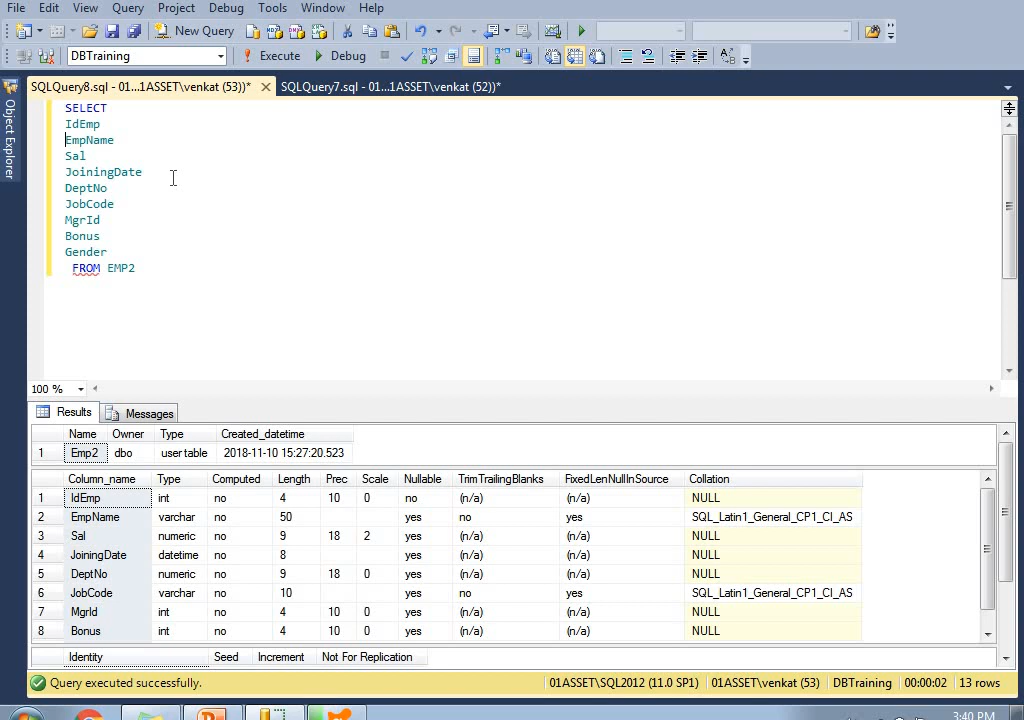 File Edit View Query Project Debug Tools Window Help
New Query
DBTraining Execute Debug
SQLQuery8.sql - 01...1ASSET\venkat (53))* SQLQuery7.sql - 01...1ASSET\venkat (52))*
Object Explorer
SELECT
IdEmp
EmpName
Sal
JoiningDate
DeptNo
JobCode
MgrId
Bonus
Gender
FROM EMP2
100 %
Results Messages
Name Owner Type Created_datetime
1 Emp2 dbo user table 2018-11-10 15:27:20.523
Column_name Type Computed Length Prec Scale Nullable TrimTrailingBlanks FixedLenNullInSource Collation
1 IdEmp int no 4 10 0 no (n/a) (n/a) NULL
2 EmpName varchar no 50 yes no yes SQL_Latin1_General_CP1_CI_AS
3 Sal numeric no 9 18 2 yes (n/a) (n/a) NULL
4 JoiningDate datetime no 8 yes (n/a) (n/a) NULL
5 DeptNo numeric no 9 18 0 yes (n/a) (n/a) NULL
6 JobCode varchar no 10 yes no yes SQL_Latin1_General_CP1_CI_AS
7 MgrId int no 4 10 0 yes (n/a) (n/a) NULL
8 Bonus int no 4 10 0 yes (n/a) (n/a) NULL
Identity Seed Increment Not For Replication
Query executed successfully. 01ASSET\SQL2012 (11.0 SP1) 01ASSET\venkat (53) DBTraining 00:00:02 13 rows
3:40 PM